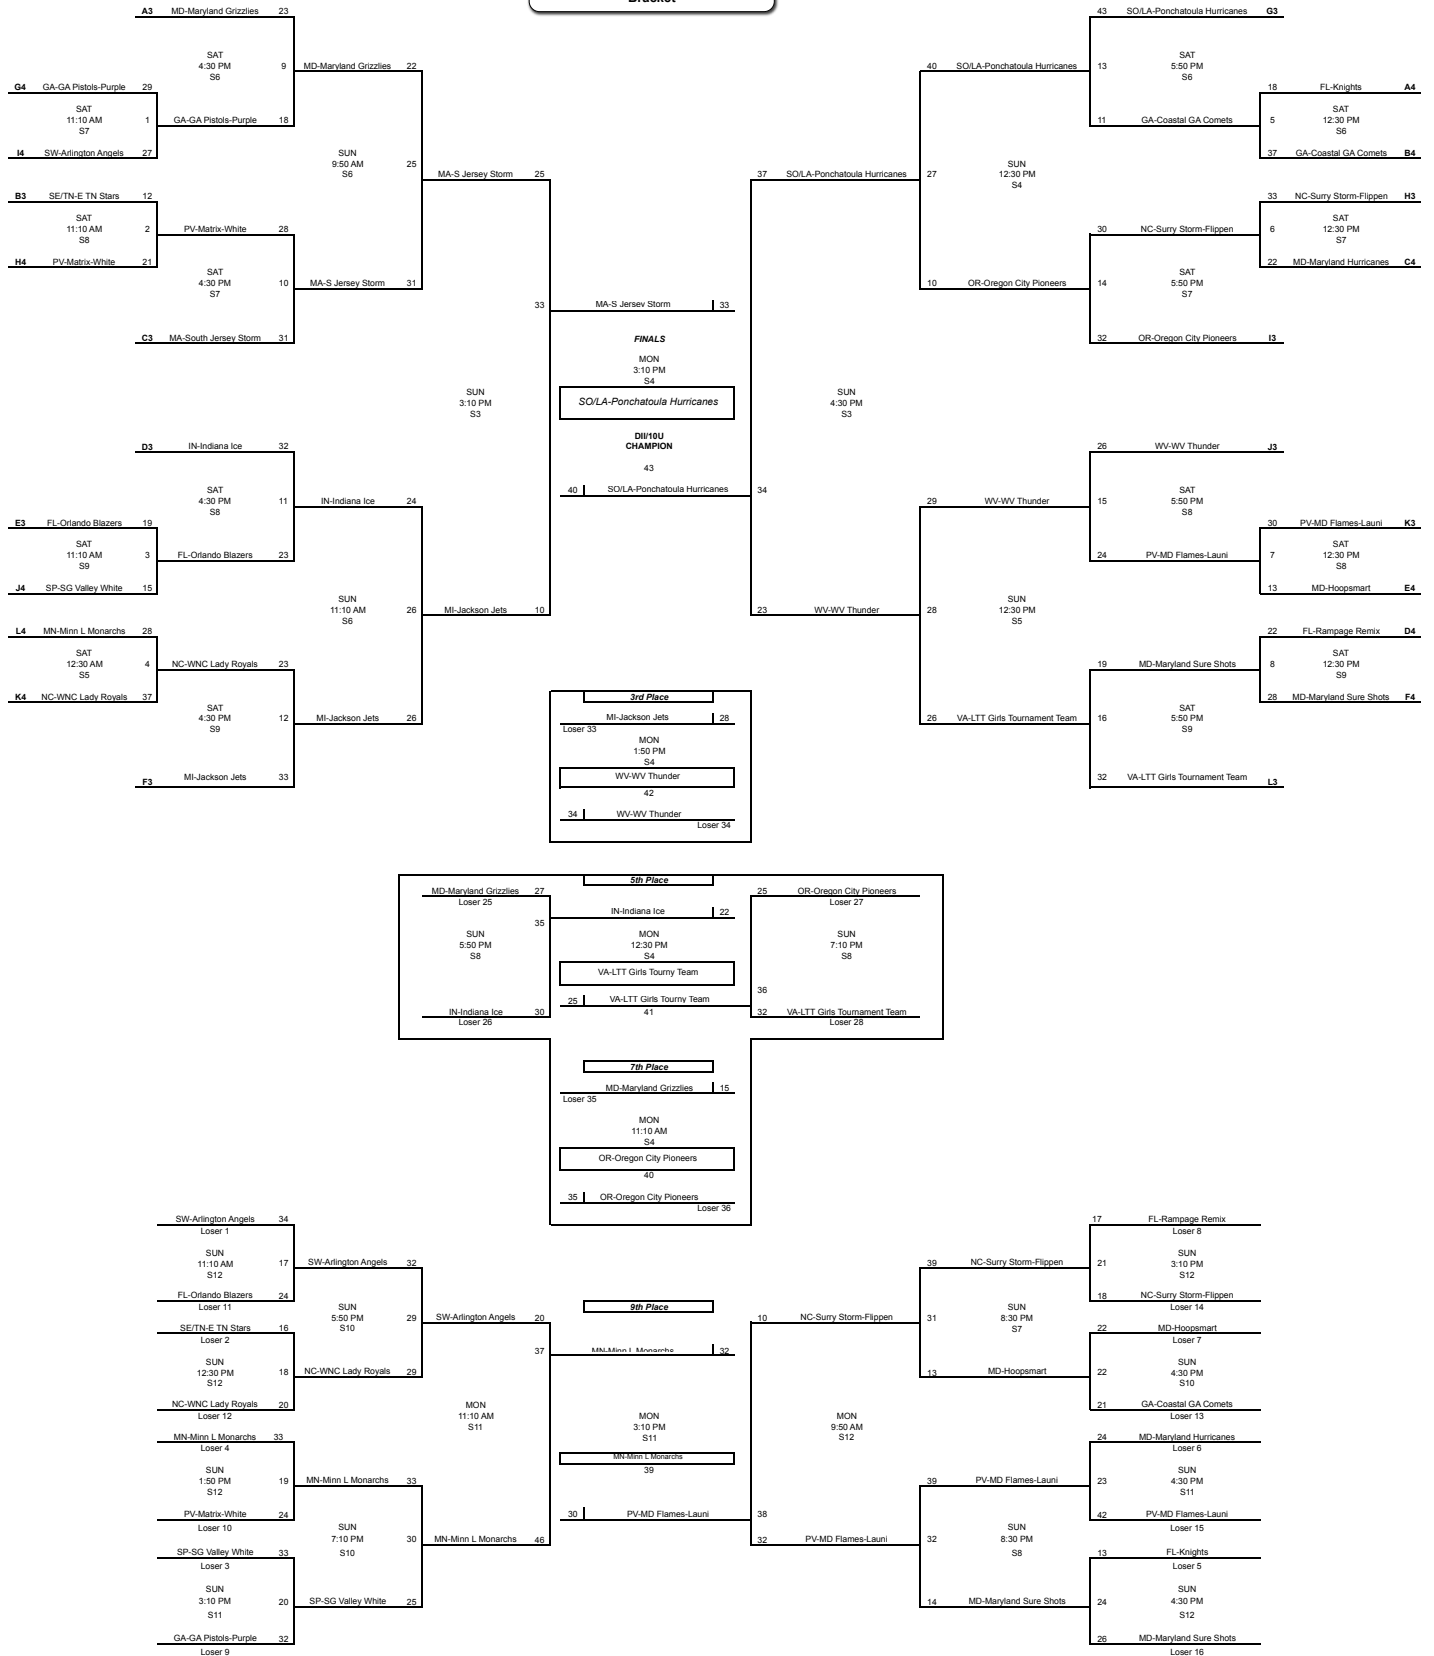 Bracket
A3 MD-Maryland Grizzlies 23
SAT
4:30 PM
S6
9
MD-Maryland Grizzlies 22
G4 GA-GA Pistols-Purple 29
SAT
11:10 AM
S7
1
GA-GA Pistols-Purple 18
I4 SW-Arlington Angels 27
SUN
9:50 AM
S6
25
MA-S Jersey Storm 25
B3 SE/TN-E TN Stars 12
SAT
11:10 AM
S8
2
PV-Matrix-White 28
H4 PV-Matrix-White 21
SAT
4:30 PM
S7
10
MA-S Jersey Storm 31
C3 MA-South Jersey Storm 31
SUN
3:10 PM
S3
33
D3 IN-Indiana Ice 32
SAT
4:30 PM
S8
11
IN-Indiana Ice 24
E3 FL-Orlando Blazers 19
SAT
11:10 AM
S9
3
FL-Orlando Blazers 23
J4 SP-SG Valley White 15
SUN
11:10 AM
S6
26
MI-Jackson Jets 10
L4 MN-Minn L Monarchs 28
SAT
12:30 AM
S5
4
NC-WNC Lady Royals 23
K4 NC-WNC Lady Royals 37
SAT
4:30 PM
S9
12
MI-Jackson Jets 26
F3 MI-Jackson Jets 33
MA-S Jersey Storm 33
FINALS
MON
3:10 PM
S4
SO/LA-Ponchatoula Hurricanes
DII/10U
CHAMPION
43
40 SO/LA-Ponchatoula Hurricanes
43 SO/LA-Ponchatoula Hurricanes G3
SAT
5:50 PM
S6
13
40 SO/LA-Ponchatoula Hurricanes
18 FL-Knights A4
SAT
12:30 PM
S6
5
11 GA-Coastal GA Comets
37 GA-Coastal GA Comets B4
SUN
12:30 PM
S4
27
37 SO/LA-Ponchatoula Hurricanes
33 NC-Surry Storm-Flippen H3
SAT
12:30 PM
S7
6
30 NC-Surry Storm-Flippen
22 MD-Maryland Hurricanes C4
SAT
5:50 PM
S7
14
10 OR-Oregon City Pioneers
32 OR-Oregon City Pioneers I3
SUN
4:30 PM
S3
34
26 WV-WV Thunder J3
SAT
5:50 PM
S8
15
29 WV-WV Thunder
30 PV-MD Flames-Launi K3
SAT
12:30 PM
S8
7
24 PV-MD Flames-Launi
13 MD-Hoopsmart E4
SUN
12:30 PM
S5
28
23 WV-WV Thunder
22 FL-Rampage Remix D4
SAT
12:30 PM
S9
8
19 MD-Maryland Sure Shots
28 MD-Maryland Sure Shots F4
SAT
5:50 PM
S9
16
26 VA-LTT Girls Tournament Team
32 VA-LTT Girls Tournament Team L3
3rd Place
MI-Jackson Jets 28
Loser 33
MON
1:50 PM
S4
WV-WV Thunder
42
34 WV-WV Thunder
Loser 34
5th Place
MD-Maryland Grizzlies 27
Loser 25
SUN
5:50 PM
S8
35
IN-Indiana Ice 30
Loser 26
IN-Indiana Ice 22
MON
12:30 PM
S4
VA-LTT Girls Tourny Team
25 VA-LTT Girls Tourny Team
41
25 OR-Oregon City Pioneers
Loser 27
SUN
7:10 PM
S8
36
32 VA-LTT Girls Tournament Team
Loser 28
7th Place
MD-Maryland Grizzlies 15
Loser 35
MON
11:10 AM
S4
OR-Oregon City Pioneers
40
35 OR-Oregon City Pioneers
Loser 36
SW-Arlington Angels 34
Loser 1
SUN
11:10 AM
S12
17
SW-Arlington Angels 32
FL-Orlando Blazers 24
Loser 11
SUN
5:50 PM
S10
29
SW-Arlington Angels 20
SE/TN-E TN Stars 16
Loser 2
SUN
12:30 PM
S12
18
NC-WNC Lady Royals 29
NC-WNC Lady Royals 20
Loser 12
MON
11:10 AM
S11
37
MN-Minn L Monarchs 33
Loser 4
SUN
1:50 PM
S12
19
MN-Minn L Monarchs 33
PV-Matrix-White 24
Loser 10
SUN
7:10 PM
S10
30
MN-Minn L Monarchs 46
SP-SG Valley White 33
Loser 3
SUN
3:10 PM
S11
20
SP-SG Valley White 25
GA-GA Pistols-Purple 32
Loser 9
9th Place
MN-Minn L Monarchs 32
MON
3:10 PM
S11
MN-Minn L Monarchs
39
30 PV-MD Flames-Launi
17 FL-Rampage Remix
Loser 8
SUN
3:10 PM
S12
21
39 NC-Surry Storm-Flippen
18 NC-Surry Storm-Flippen
Loser 14
SUN
8:30 PM
S7
31
10 NC-Surry Storm-Flippen
22 MD-Hoopsmart
Loser 7
SUN
4:30 PM
S10
22
13 MD-Hoopsmart
21 GA-Coastal GA Comets
Loser 13
MON
9:50 AM
S12
38
24 MD-Maryland Hurricanes
Loser 6
SUN
4:30 PM
S11
23
39 PV-MD Flames-Launi
42 PV-MD Flames-Launi
Loser 15
SUN
8:30 PM
S8
32
32 PV-MD Flames-Launi
13 FL-Knights
Loser 5
SUN
4:30 PM
S12
24
14 MD-Maryland Sure Shots
26 MD-Maryland Sure Shots
Loser 16